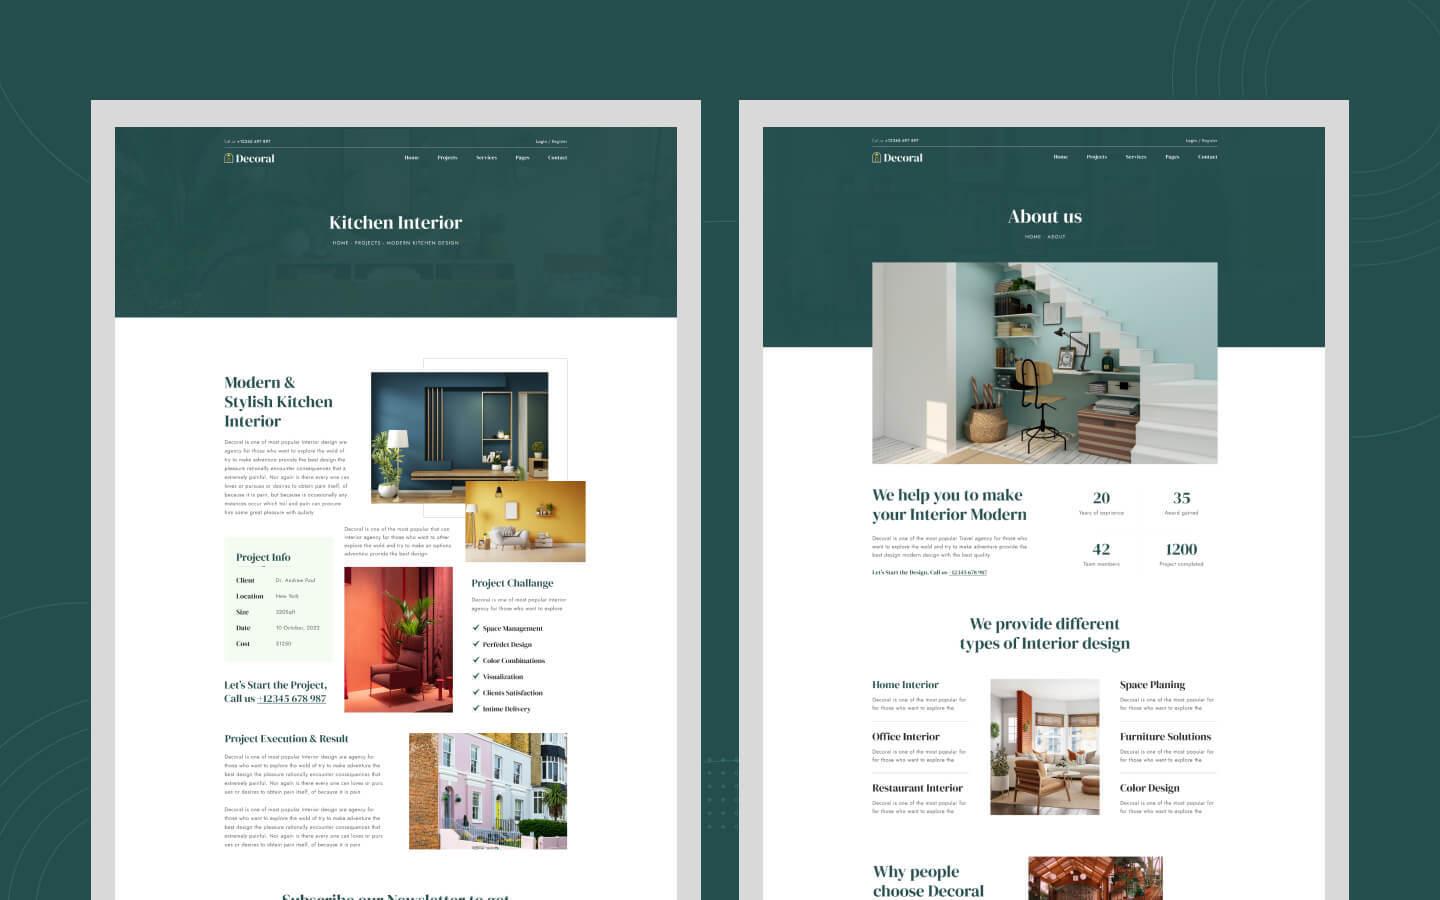 Call us +12345 697 897
Login / Register
Decoral
Home Projects Services Pages Contact
Kitchen Interior
HOME - PROJECTS - MODERN KITCHEN DESIGN
Modern &
Stylish Kitchen
Interior
Decoral is one of most popular Interior design we
agency for those who want to explore the wold of
try to make adventure provide the best design the
pleasure rationally encounter consequences that a
extremely painful. Nor again is there every one can
loves or pursues or desires to obtain pain itself, of
because it is pain, but because is occasionally any
instances occur which toil and pain can procure
him some great pleasure with quliaty
Decoral is one of the most popular that can
interior agency for those who want to other
explore the world and try to make an options
adventure provide the best design
Project Info
Client Dr. Andrew Paul
Location New York
Size 3200sft
Date 10 October, 2022
Cost $1250
Let's Start the Project,
Call us +12345 678 987
Project Challange
Decoral is one of the most popular Interior
agency for those who want to explore
Space Management
Perfedct Design
Color Combinations
Visualization
Clients Satisfaction
Intime Delivery
Project Execution & Result
Decoral is one of most popular Interior design are agency for
those who want to explore the wold of try to make adventure the
best design the pleasure rationally encounter consequences that
extremely painful. Nor again is there every one can loves or purs
ues or desires to obtain pain itself, of because it is pain
Decoral is one of most popular Interior design are agency for
those who want to explore the wold of try to make adventure the
best design the pleasure rationally encounter consequences that
extremely painful. Nor again is there every one can loves or purs
ues or desires to obtain pain itself, of because it is pain
Subscribe our Newsletter to get
Call us +12345 697 897
Login / Register
Decoral
Home Projects Services Pages Contact
About us
HOME - ABOUT
We help you to make
your Interior Modern
Decoral is one of the most popular Travel agency for those who
want to explore the world and try to make adventure provide the
best design modern design with the best quality.
Let's Start the Design, Call us +12345 678 987
20
Years of exprience
35
Award gained
42
Team members
1200
Project completed
We provide different
types of Interior design
Home Interior
Decoral is one of the most popular for
for those who want to explore the
Office Interior
Decoral is one of the most popular for
for those who want to explore the
Restaurant Interior
Decoral is one of the most popular for
for those who want to explore the
Space Planing
Decoral is one of the most popular for
for those who want to explore the
Furniture Solutions
Decoral is one of the most popular for
for those who want to explore the
Color Design
Decoral is one of the most popular for
for those who want to explore the
Why people
choose Decoral